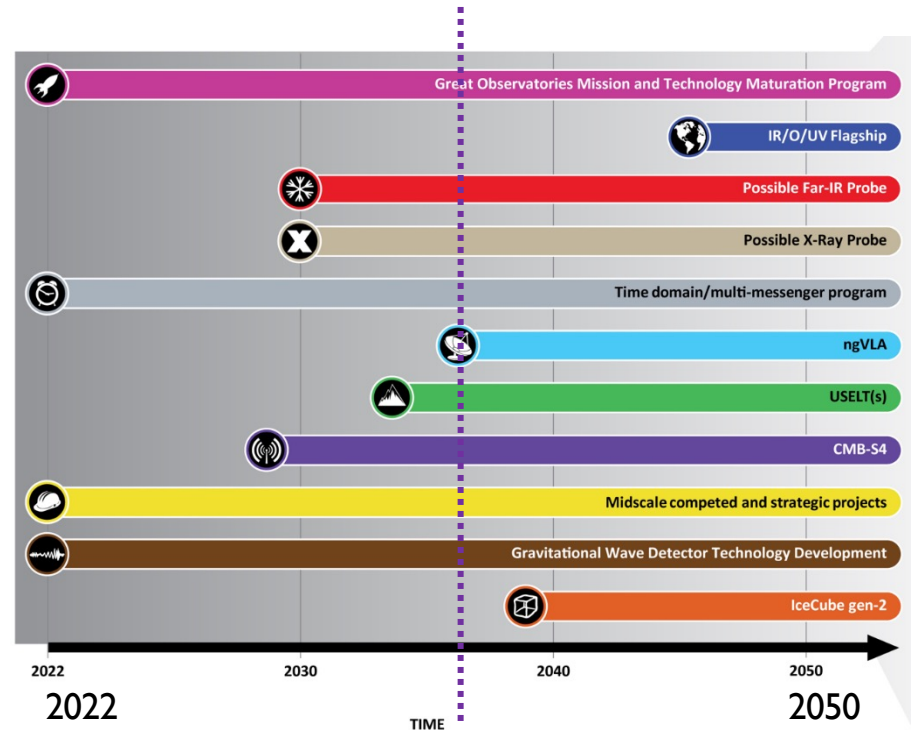 Great Observatories Mission and Technology Maturation Program
IR/O/UV Flagship
Possible Far-IR Probe
X
Possible X-Ray Probe
Time domain/multi-messenger program
ngVLA
USELT(s)
CMB-S4
Midscale competed and strategic projects
Gravitational Wave Detector Technology Development
IceCube gen-2
2022 2030 2040 2050
2022 2050
TIME